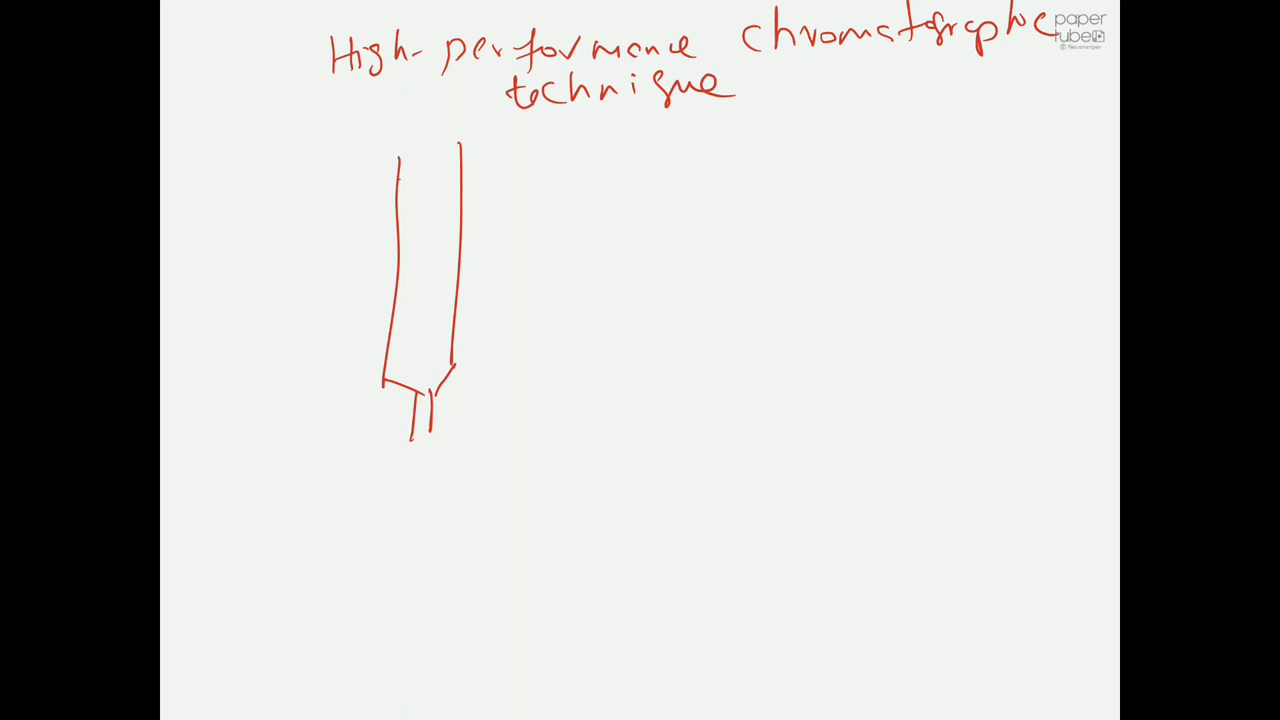 High-performance chromatographic
technique
paper
tube